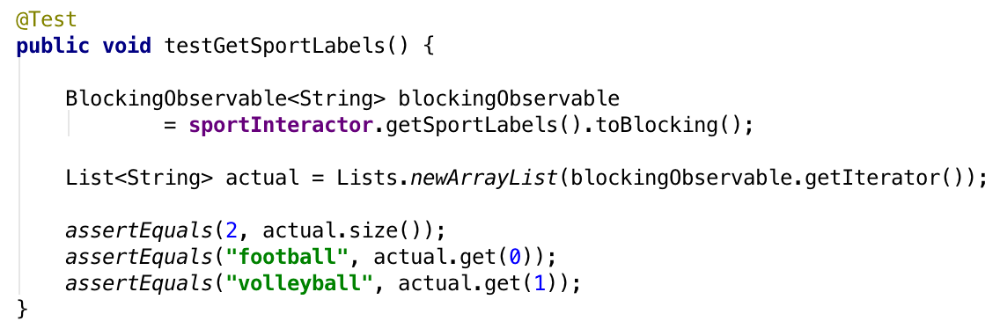 @Test
public void testGetSportLabels() {
BlockingObservable<String> blockingObservable
= sportInteractor.getSportLabels().toBlocking();
List<String> actual = Lists.newArrayList(blockingObservable.getIterator());
assertEquals(2, actual.size());
assertEquals("football", actual.get(0));
assertEquals("volleyball", actual.get(1));
}